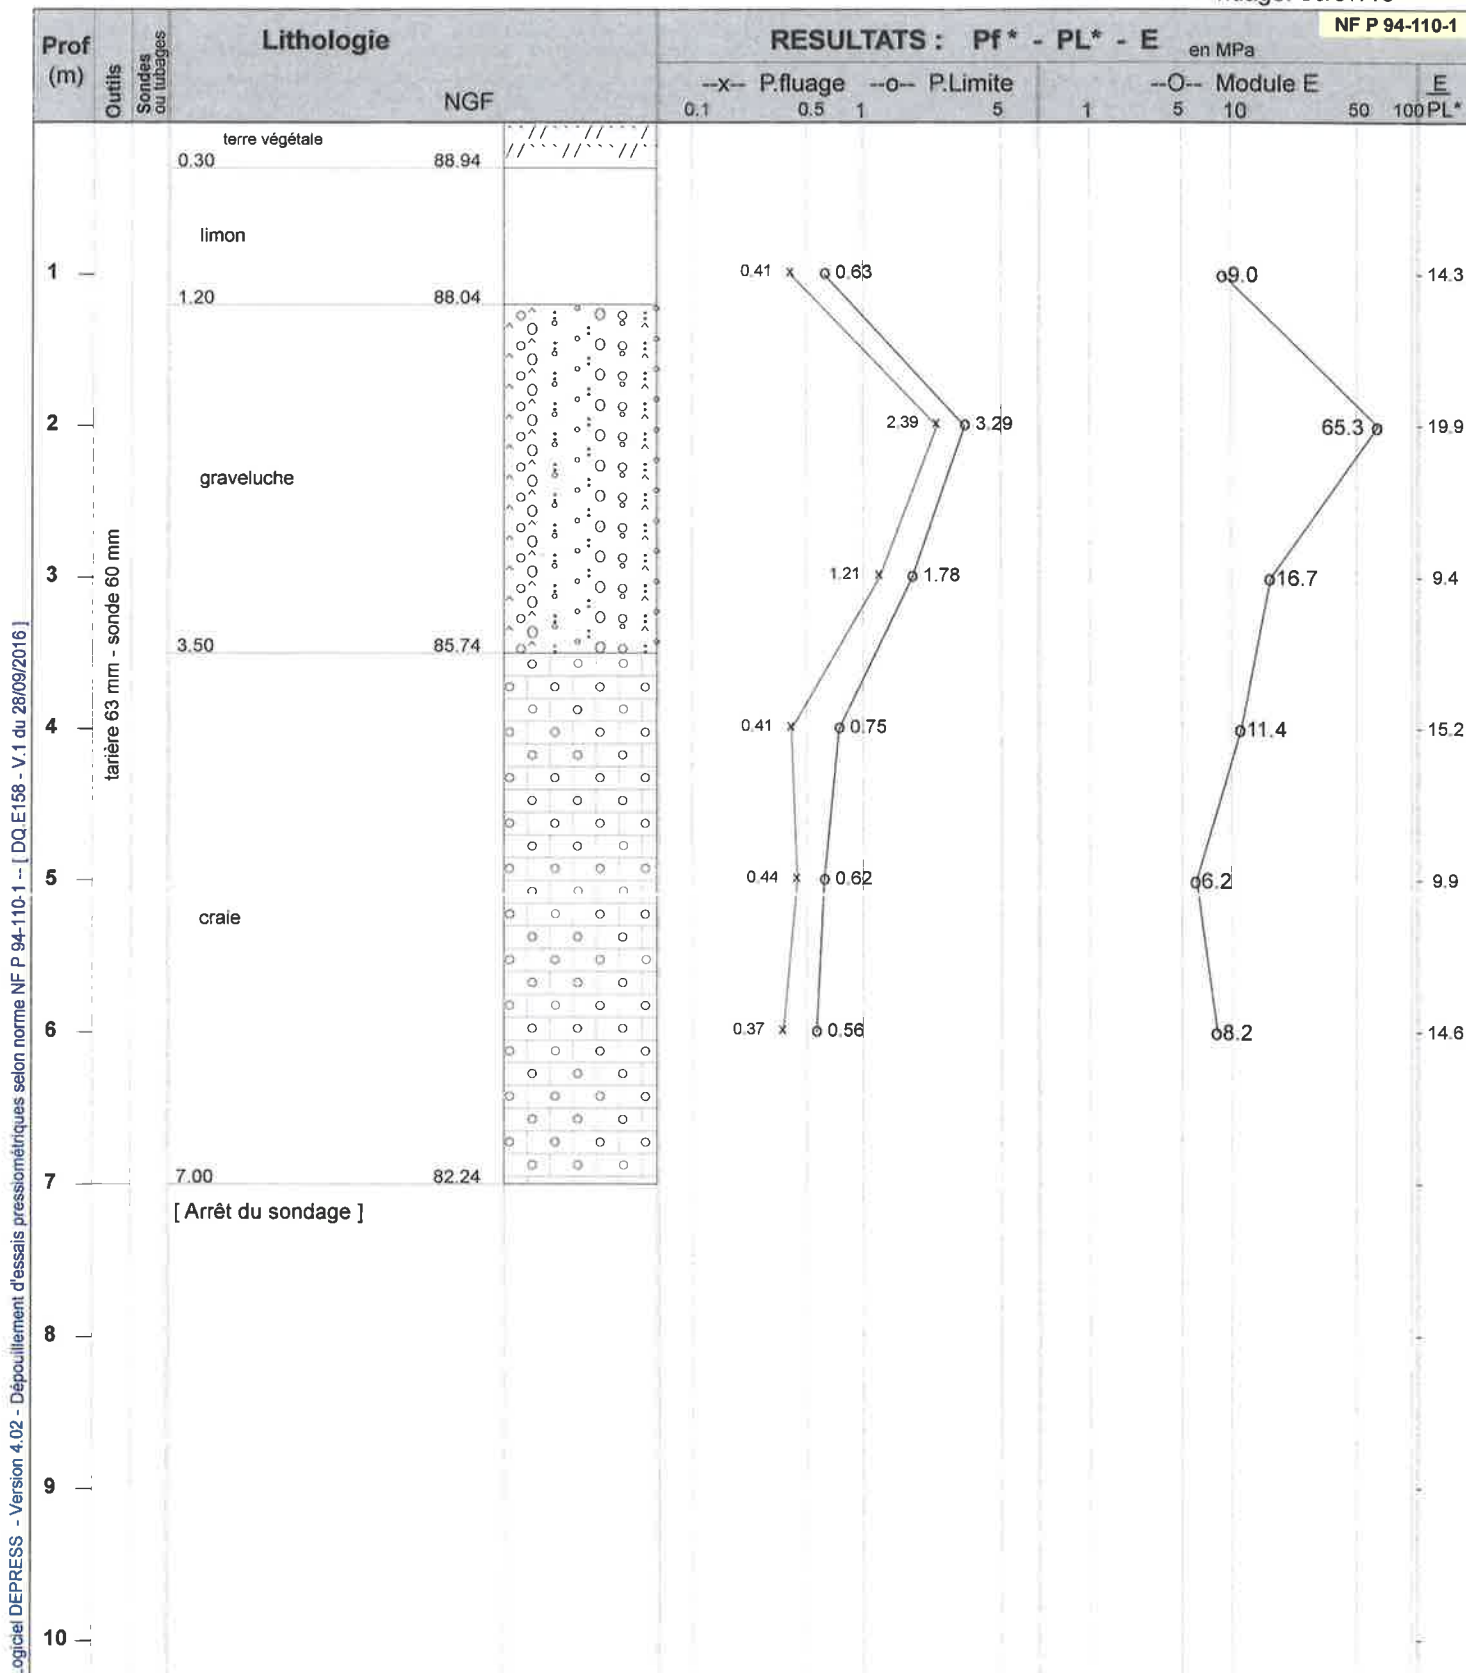 NF P 94-110-1
Prof
(m)
Outils
Sondes
ou tubages
Lithologie
NGF
RESULTATS : Pf* - PL* - E en MPa
--x-- P.fluage --o-- P.Limite
0.1 0.5 1 5
--O-- Module E
1 5 10 50 100
E
PL*
terre végétale
0.30 88.94
limon
1 0.41 0.63 9.0 14.3
1.20 88.04
2 2.39 3.29 65.3 19.9
graveluche
3 1.21 1.78 16.7 9.4
3.50 85.74
4 0.41 0.75 11.4 15.2
5 0.44 0.62 6.2 9.9
craie
6 0.37 0.56 8.2 14.6
7 7.00 82.24
[ Arrêt du sondage ]
8
9
10
tarière 63 mm - sonde 60 mm
DEPRESS - Version 4.02 - Dépouillement d'essais pressiométriques selon norme NF P 94-110-1 -- [ DQ.E158 - V.1 du 28/09/2016 ]